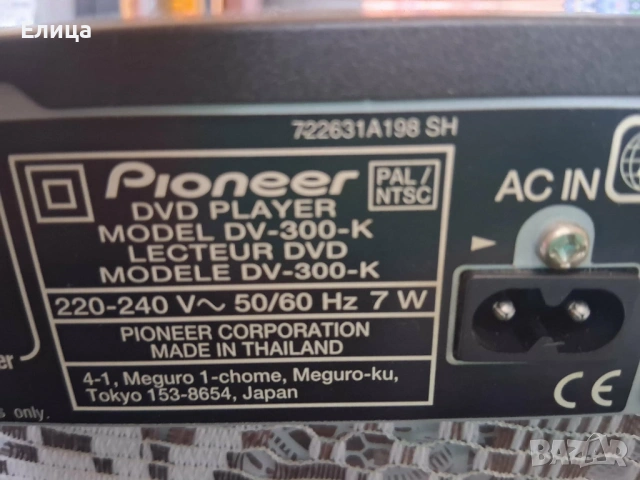 Елица
722631A198 SH
Pioneer
PAL/
NTSC
AC IN
DVD PLAYER
MODEL DV-300-K
LECTEUR DVD
MODELE DV-300-K
220-240 V~ 50/60 Hz 7 W
PIONEER CORPORATION
MADE IN THAILAND
4-1, Meguro 1-chome, Meguro-ku,
Tokyo 153-8654, Japan
only.
CE
BAZAR